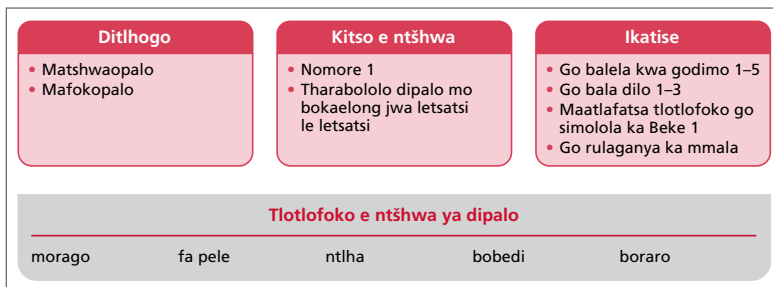 Ditlhogo
• Matshwaopalo
• Mafokopalo
Kitso e ntšhwa
• Nomore 1
• Tharabololo dipalo mo
bokaelong jwa letsatsi
le letsatsi
Ikatise
• Go balela kwa godimo 1–5
• Go bala dilo 1–3
• Maatlafatsa tlotlofoko go
simolola ka Beke 1
• Go rulaganya ka mmala
Tlotlofoko e ntšhwa ya dipalo
morago fa pele ntlha bobedi boraro